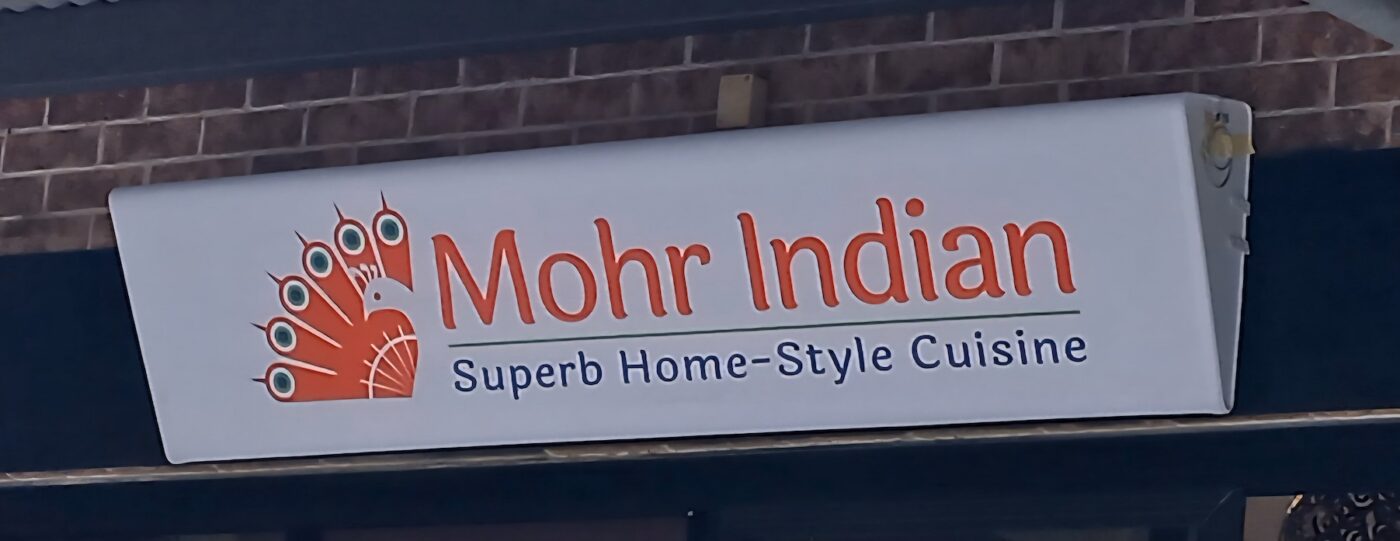 Mohr Indian
Superb Home-Style Cuisine